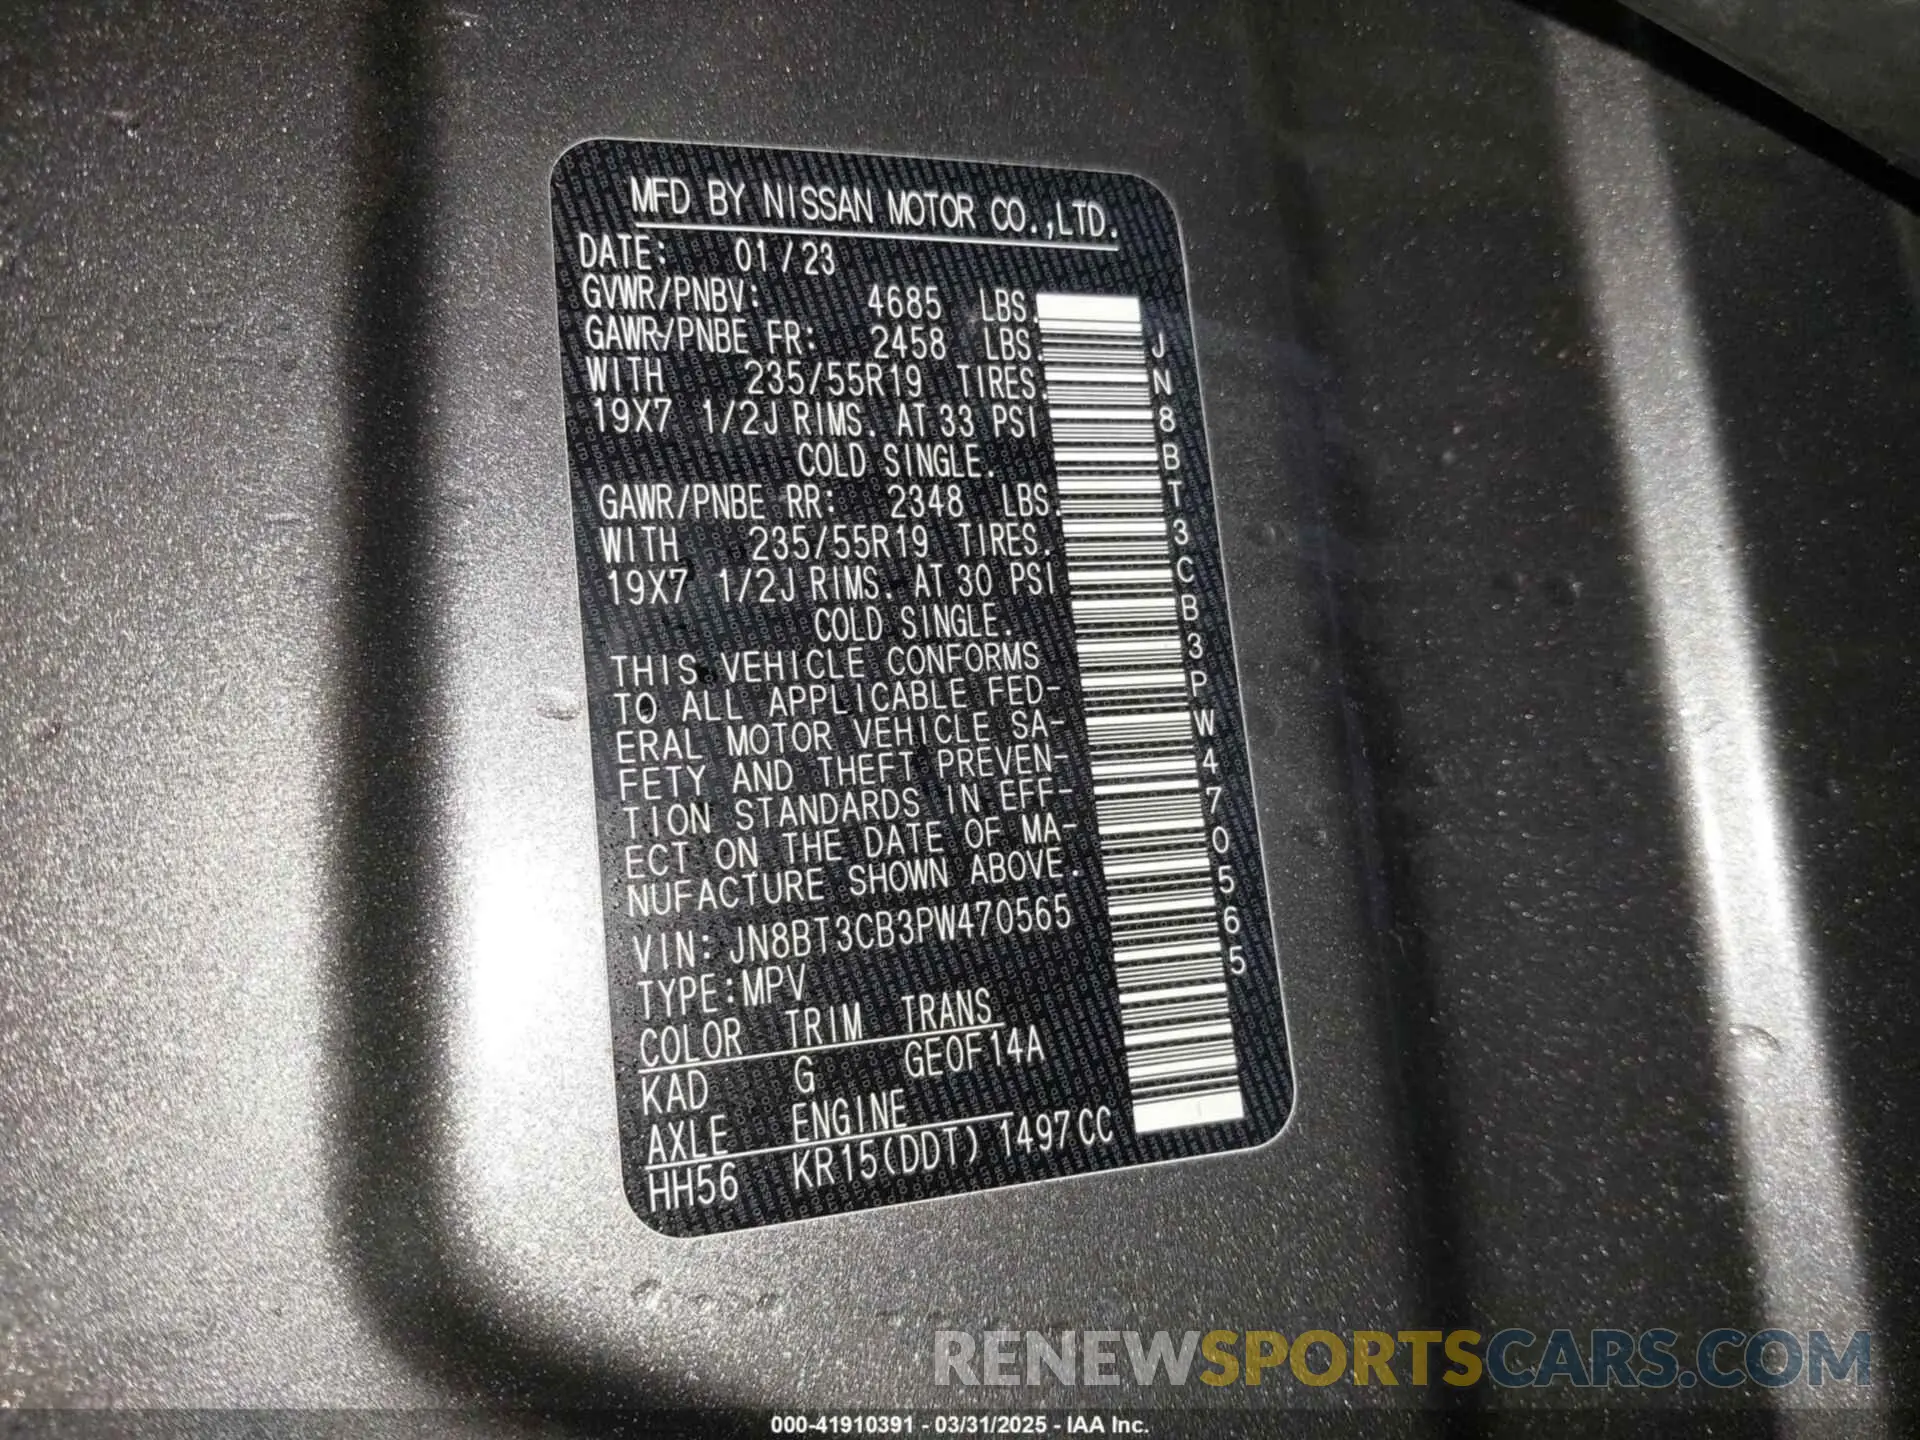 MFD BY NISSAN MOTOR CO.,LTD.
DATE: 01/23
GVWR/PNBV: 4685 LBS.
GAWR/PNBE FR: 2458 LBS.
WITH 235/55R19 TIRES
19X7 1/2J RIMS. AT 33 PSI
COLD SINGLE.
GAWR/PNBE RR: 2348 LBS.
WITH 235/55R19 TIRES.
19X7 1/2J RIMS. AT 30 PSI
COLD SINGLE.
THIS VEHICLE CONFORMS
TO ALL APPLICABLE FED-
ERAL MOTOR VEHICLE SA-
FETY AND THEFT PREVEN-
TION STANDARDS IN EFF-
ECT ON THE DATE OF MA-
NUFACTURE SHOWN ABOVE.
VIN: JN8BT3CB3PW470565
TYPE:MPV
COLOR TRIM TRANS
KAD G GE0F14A
AXLE ENGINE
HH56 KR15(DDT) 1497CC
JN8BT3CB3PW470565
RENEWSPORTSCARS.COM
000-41910391 - 03/31/2025 - IAA Inc.